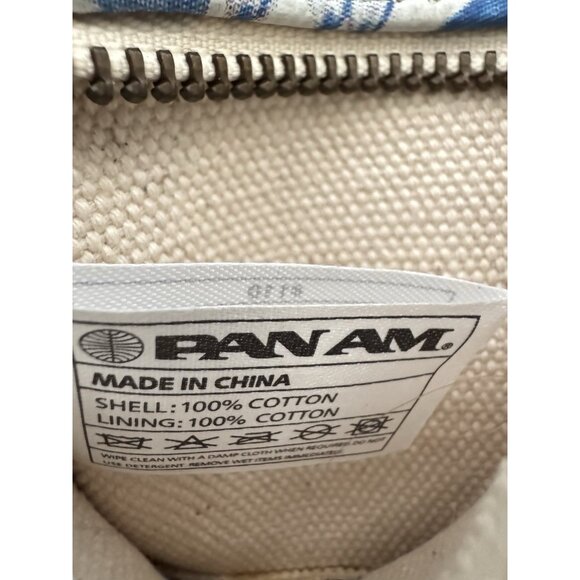 PAN AM®
MADE IN CHINA
SHELL: 100% COTTON
LINING: 100% COTTON
WIPE CLEAN WITH A DAMP CLOTH WHEN REQUIRED. DO NOT
USE DETERGENT. REMOVE WET ITEMS IMMEDIATELY.